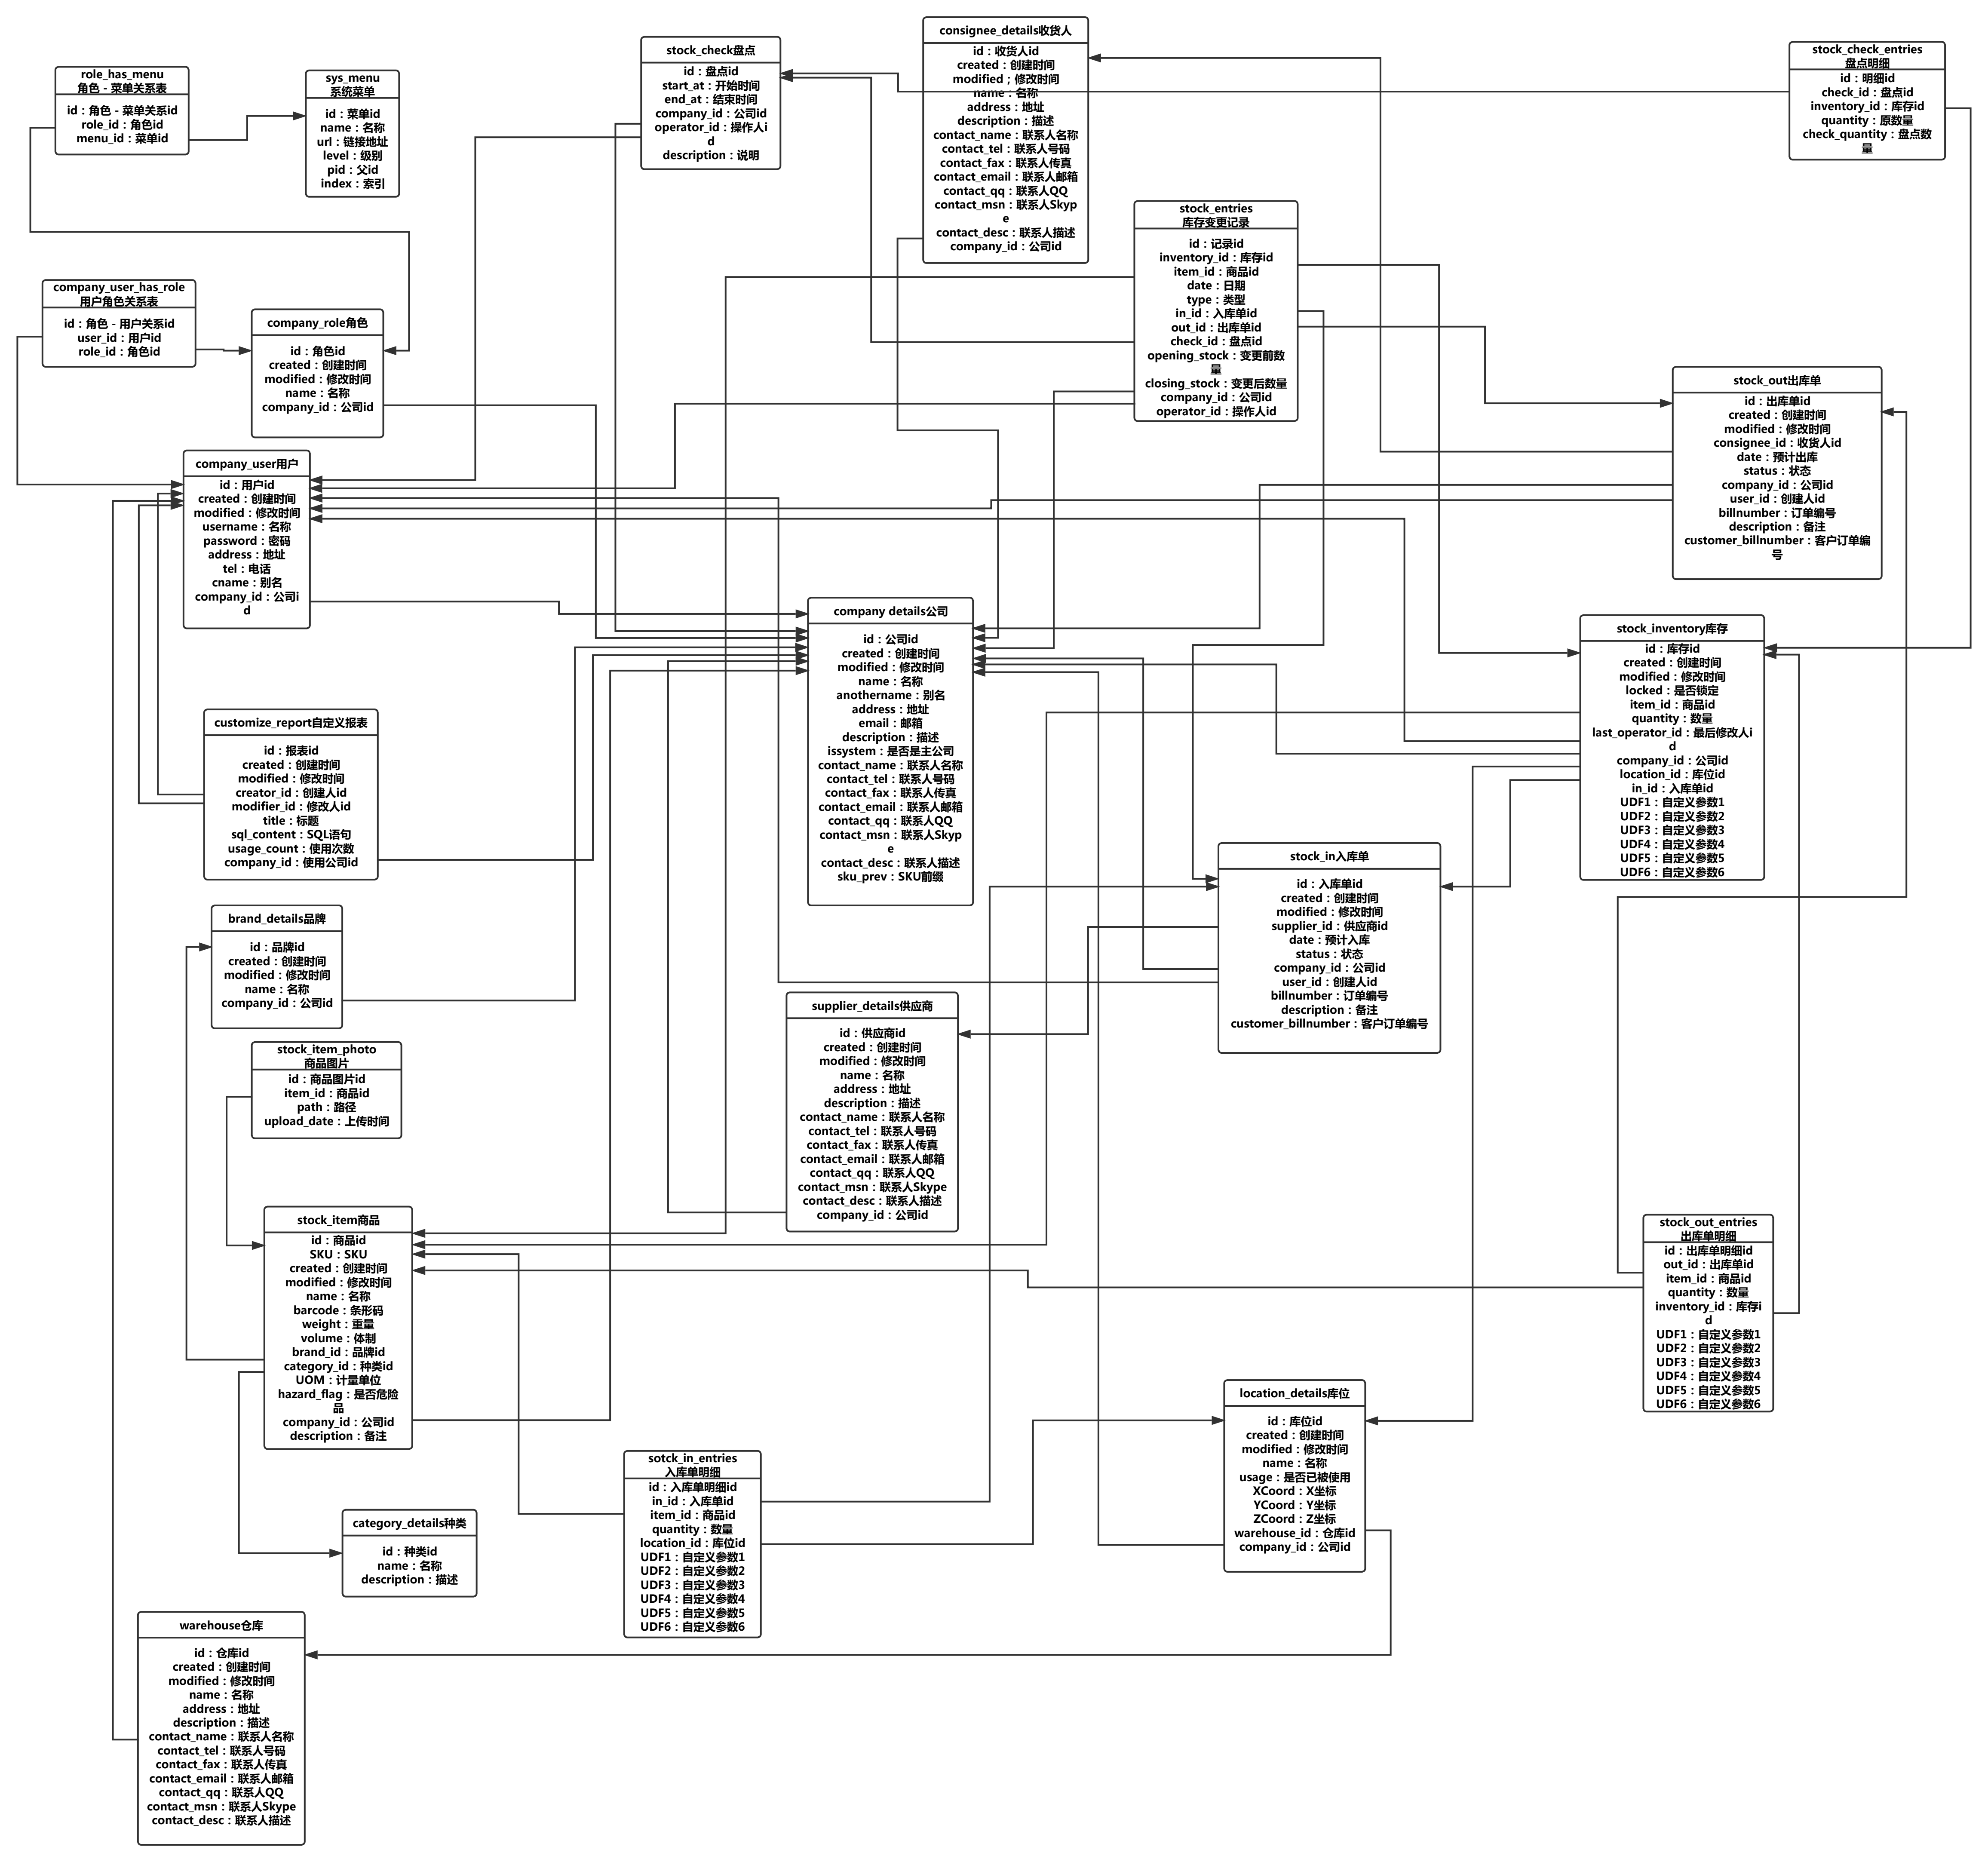 role_has_menu
角色 - 菜单关系表
id：角色 - 菜单关系id
role_id：角色id
menu_id：菜单id
sys_menu
系统菜单
id：菜单id
name：名称
url：链接地址
level：级别
pid：父id
index：索引
stock_check盘点
id：盘点id
start_at：开始时间
end_at：结束时间
company_id：公司id
operator_id：操作人i
d
description：说明
consignee_details收货人
id：收货人id
created：创建时间
modified；修改时间
name：名称
address：地址
description：描述
contact_name：联系人名称
contact_tel：联系人号码
contact_fax：联系人传真
contact_email：联系人邮箱
contact_qq：联系人QQ
contact_msn：联系人Skyp
e
contact_desc：联系人描述
company_id：公司id
stock_check_entries
盘点明细
id：明细id
check_id：盘点id
inventory_id：库存id
quantity：原数量
check_quantity：盘点数
量
stock_entries
库存变更记录
id：记录id
inventory_id：库存id
item_id：商品id
date：日期
type：类型
in_id：入库单id
out_id：出库单id
check_id：盘点id
opening_stock：变更前数
量
closing_stock：变更后数量
company_id：公司id
operator_id：操作人id
company_user_has_role
用户角色关系表
id：角色 - 用户关系id
user_id：用户id
role_id：角色id
company_role角色
id：角色id
created：创建时间
modified：修改时间
name：名称
company_id：公司id
stock_out出库单
id：出库单id
created：创建时间
modified：修改时间
consignee_id：收货人id
date：预计出库
status：状态
company_id：公司id
user_id：创建人id
billnumber：订单编号
description：备注
customer_billnumber：客户订单编
号
company_user用户
id：用户id
created：创建时间
modified：修改时间
username：名称
password：密码
address：地址
tel：电话
cname：别名
company_id：公司i
d
company details公司
id：公司id
created：创建时间
modified：修改时间
name：名称
anothername：别名
address：地址
email：邮箱
description：描述
issystem：是否是主公司
contact_name：联系人名称
contact_tel：联系人号码
contact_fax：联系人传真
contact_email：联系人邮箱
contact_qq：联系人QQ
contact_msn：联系人Skyp
e
contact_desc：联系人描述
sku_prev：SKU前缀
stock_inventory库存
id：库存id
created：创建时间
modified：修改时间
locked：是否锁定
item_id：商品id
quantity：数量
last_operator_id：最后修改人i
d
company_id：公司id
location_id：库位id
in_id：入库单id
UDF1：自定义参数1
UDF2：自定义参数2
UDF3：自定义参数3
UDF4：自定义参数4
UDF5：自定义参数5
UDF6：自定义参数6
customize_report自定义报表
id：报表id
created：创建时间
modified：修改时间
creator_id：创建人id
modifier_id：修改人id
title：标题
sql_content：SQL语句
usage_count：使用次数
company_id：使用公司id
stock_in入库单
id：入库单id
created：创建时间
modified：修改时间
supplier_id：供应商id
date：预计入库
status：状态
company_id：公司id
user_id：创建人id
billnumber：订单编号
description：备注
customer_billnumber：客户订单编号
brand_details品牌
id：品牌id
created：创建时间
modified：修改时间
name：名称
company_id：公司id
supplier_details供应商
id：供应商id
created：创建时间
modified：修改时间
name：名称
address：地址
description：描述
contact_name：联系人名称
contact_tel：联系人号码
contact_fax：联系人传真
contact_email：联系人邮箱
contact_qq：联系人QQ
contact_msn：联系人Skype
contact_desc：联系人描述
company_id：公司id
stock_item_photo
商品图片
id：商品图片id
item_id：商品id
path：路径
upload_date：上传时间
stock_item商品
id：商品id
SKU：SKU
created：创建时间
modified：修改时间
name：名称
barcode：条形码
weight：重量
volume：体制
brand_id：品牌id
category_id：种类id
UOM：计量单位
hazard_flag：是否危险
品
company_id：公司id
description：备注
stock_out_entries
出库单明细
id：出库单明细id
out_id：出库单id
item_id：商品id
quantity：数量
inventory_id：库存i
d
UDF1：自定义参数1
UDF2：自定义参数2
UDF3：自定义参数3
UDF4：自定义参数4
UDF5：自定义参数5
UDF6：自定义参数6
location_details库位
id：库位id
created：创建时间
modified：修改时间
name：名称
usage：是否已被使用
XCoord：X坐标
YCoord：Y坐标
ZCoord：Z坐标
warehouse_id：仓库id
company_id：公司id
sotck_in_entries
入库单明细
id：入库单明细id
in_id：入库单id
item_id：商品id
quantity：数量
location_id：库位id
UDF1：自定义参数1
UDF2：自定义参数2
UDF3：自定义参数3
UDF4：自定义参数4
UDF5：自定义参数5
UDF6：自定义参数6
category_details种类
id：种类id
name：名称
description：描述
warehouse仓库
id：仓库id
created：创建时间
modified：修改时间
name：名称
address：地址
description：描述
contact_name：联系人名称
contact_tel：联系人号码
contact_fax：联系人传真
contact_email：联系人邮箱
contact_qq：联系人QQ
contact_msn：联系人Skype
contact_desc：联系人描述